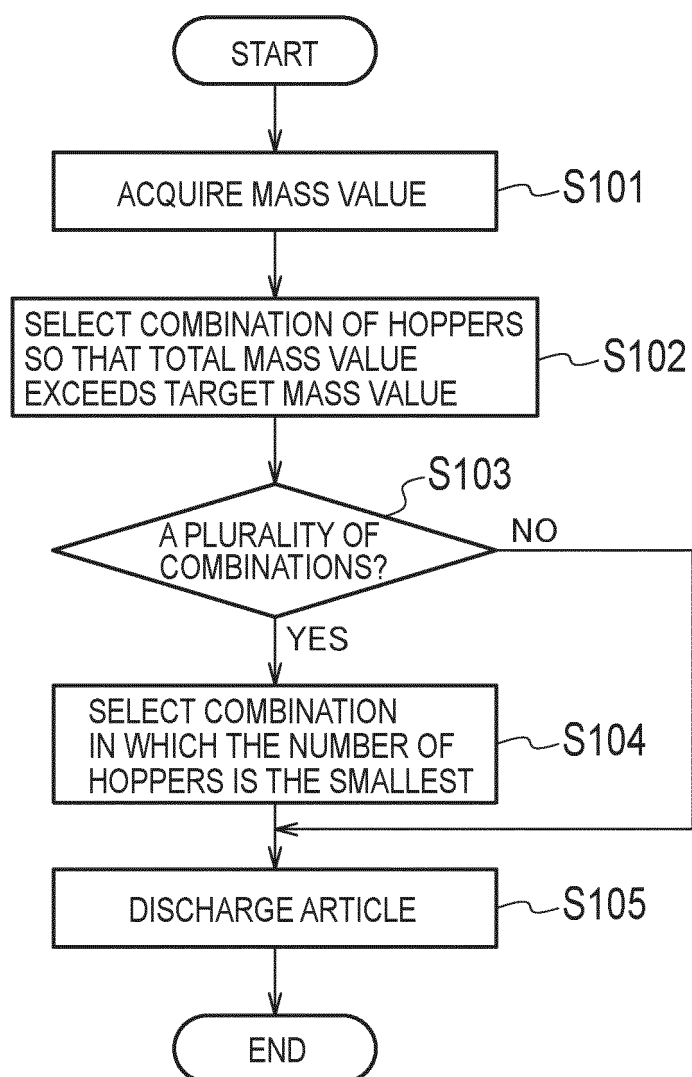 START
ACQUIRE MASS VALUE
S101
SELECT COMBINATION OF HOPPERS
SO THAT TOTAL MASS VALUE
EXCEEDS TARGET MASS VALUE
S102
S103
A PLURALITY OF
COMBINATIONS?
NO
YES
SELECT COMBINATION
IN WHICH THE NUMBER OF
HOPPERS IS THE SMALLEST
S104
DISCHARGE ARTICLE
S105
END